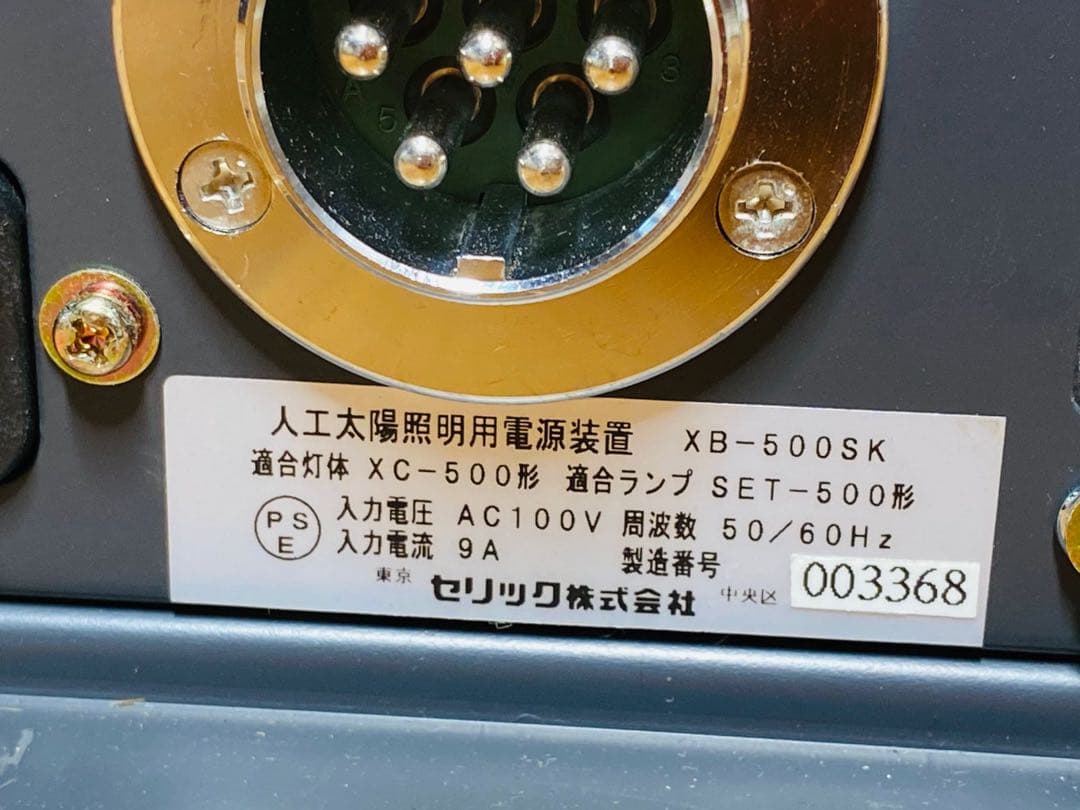 3
A
5
人工太陽照明用電源装置 XB-500SK
適合灯体 XC-500形 適合ランプ SET-500形
PSE 入力電圧 AC100V 周波数 50/60Hz
入力電流 9A 製造番号 003368
東京 セリック株式会社 中央区